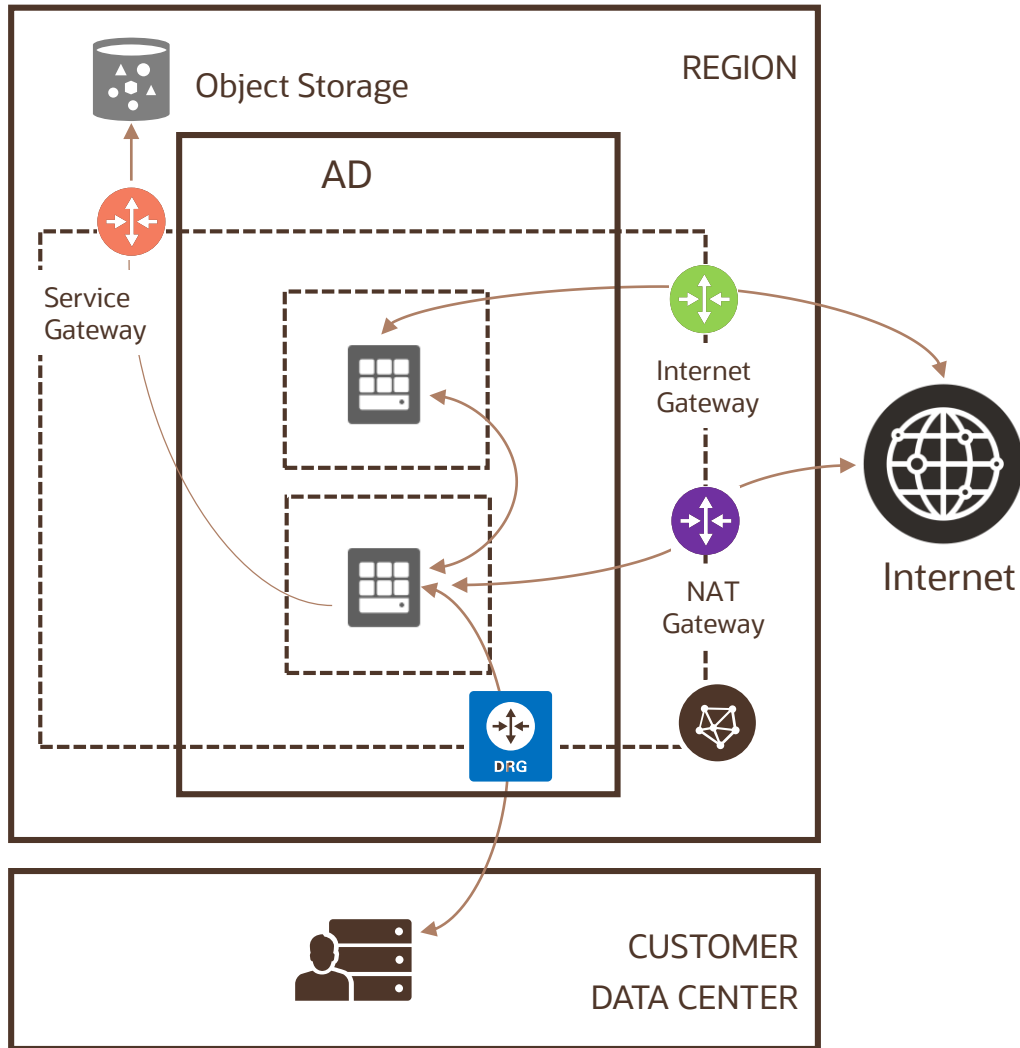 REGION
Object Storage
AD
Service
Gateway
Internet
Gateway
Internet
NAT
Gateway
DRG
CUSTOMER
DATA CENTER